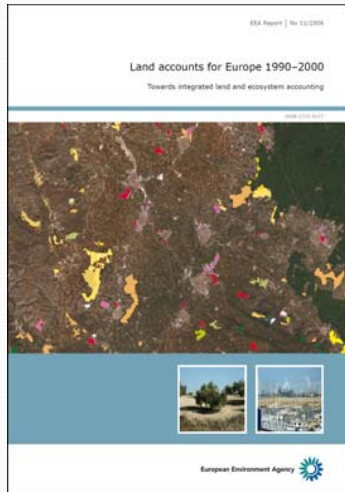 EEA Report | No 11/2006
Land accounts for Europe 1990–2000
Towards integrated land and ecosystem accounting
European Environment Agency